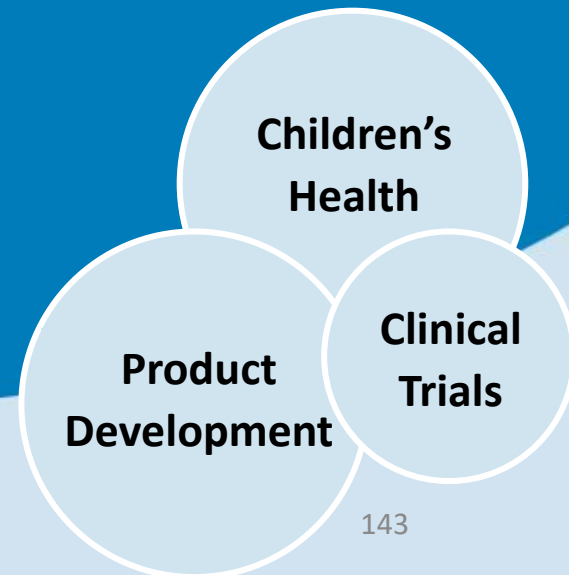 Children’s
Health
Clinical
Trials
Product
Development
143